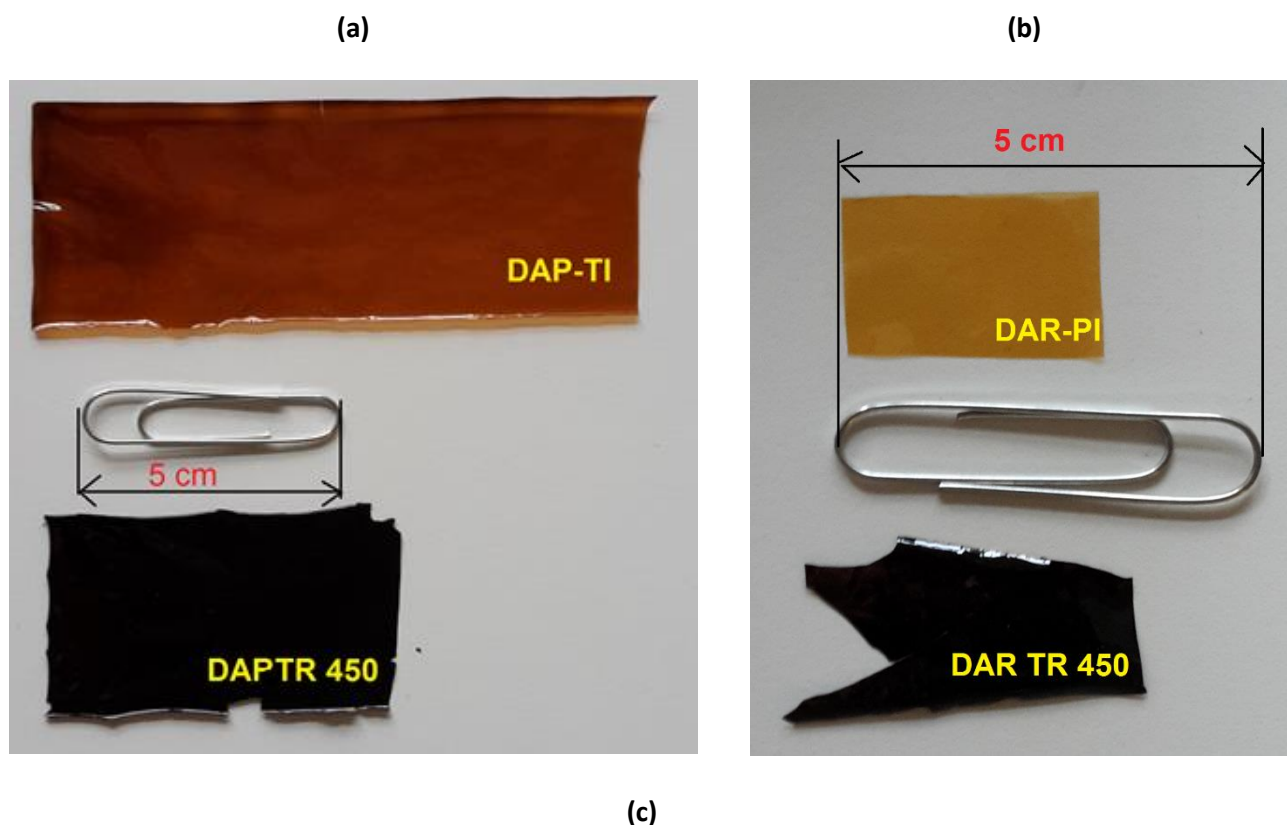 (a)
(b)
5 cm
DAP-TI
DAR-PI
5 cm
DAPTR 450
DAR TR 450
(c)